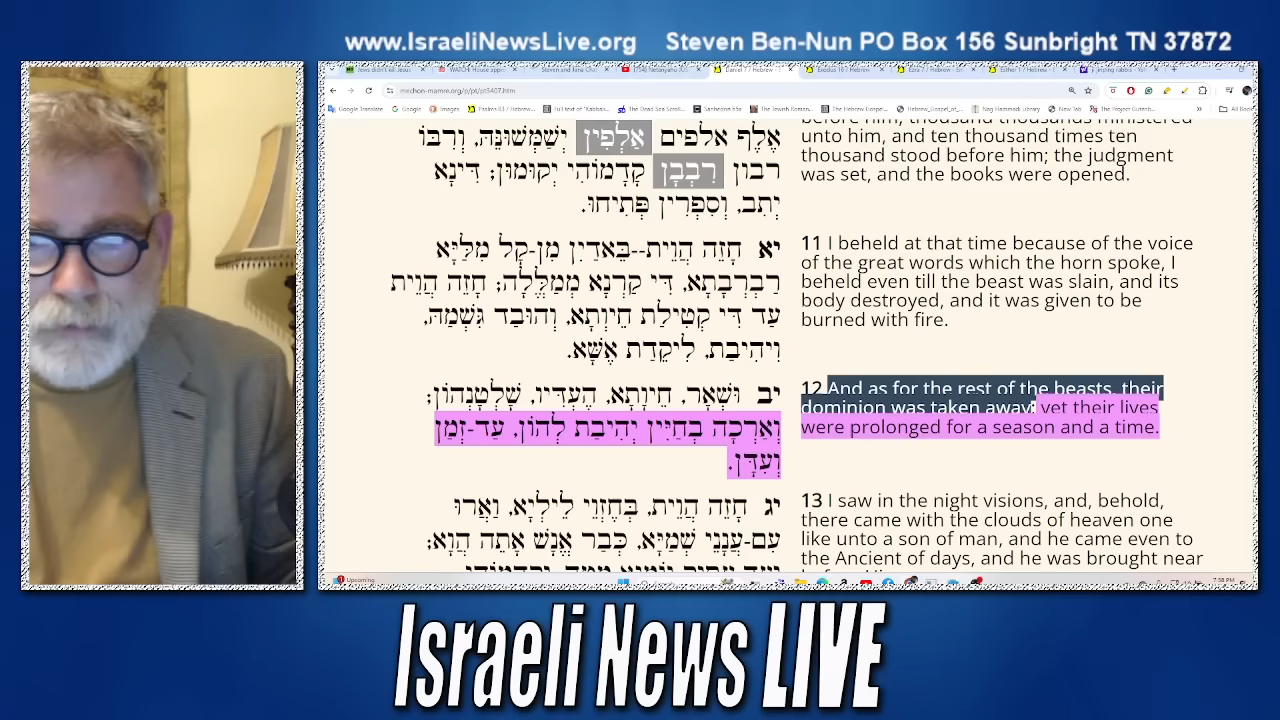 www.IsraeliNewsLive.org Steven Ben-Nun PO Box 156 Sunbright TN 37872
mechon-mamre.org/p/pt/pt3407.htm
אֶלֶף אלפים אַלְפִין יְשַׁמְּשׁוּנֵּהּ, וְרִבּוֹ
רבון רִבְבָן קָדָמוֹהִי יְקוּמוּן; דִּינָא
יְתִב, וְסִפְרִין פְּתִיחוּ.
unto him, and ten thousand times ten
thousand stood before him; the judgment
was set, and the books were opened.
יא חָזֵה הֲוֵית--בֵּאדַיִן מִן-קָל מִלַּיָּא
רַבְרְבָתָא, דִּי קַרְנָא מְמַלֱּלָה; חָזֵה הֲוֵית
עַד דִּי קְטִילַת חֵיוְתָא, וְהוּבַד גִּשְׁמַהּ,
וִיהִיבַת, לִיקֵדַת אֶשָּׁא.
11 I beheld at that time because of the voice
of the great words which the horn spoke, I
beheld even till the beast was slain, and its
body destroyed, and it was given to be
burned with fire.
יב וּשְׁאָר, חֵיוָתָא, הֶעְדִּיו, שָׁלְטָנְהוֹן;
וְאַרְכָה בְחַיִּין יְהִיבַת לְהוֹן, עַד-זְמַן
וְעִדָּן.
12 And as for the rest of the beasts, their
dominion was taken away; yet their lives
were prolonged for a season and a time.
יג חָזֵה הֲוֵית, בְּחֶזְוֵי לֵילְיָא, וַאֲרוּ
עִם-עֲנָנֵי שְׁמַיָּא, כְּבַר אֱנָשׁ אָתֵה הֲוָא;
13 I saw in the night visions, and, behold,
there came with the clouds of heaven one
like unto a son of man, and he came even to
the Ancient of days, and he was brought near
Israeli News LIVE